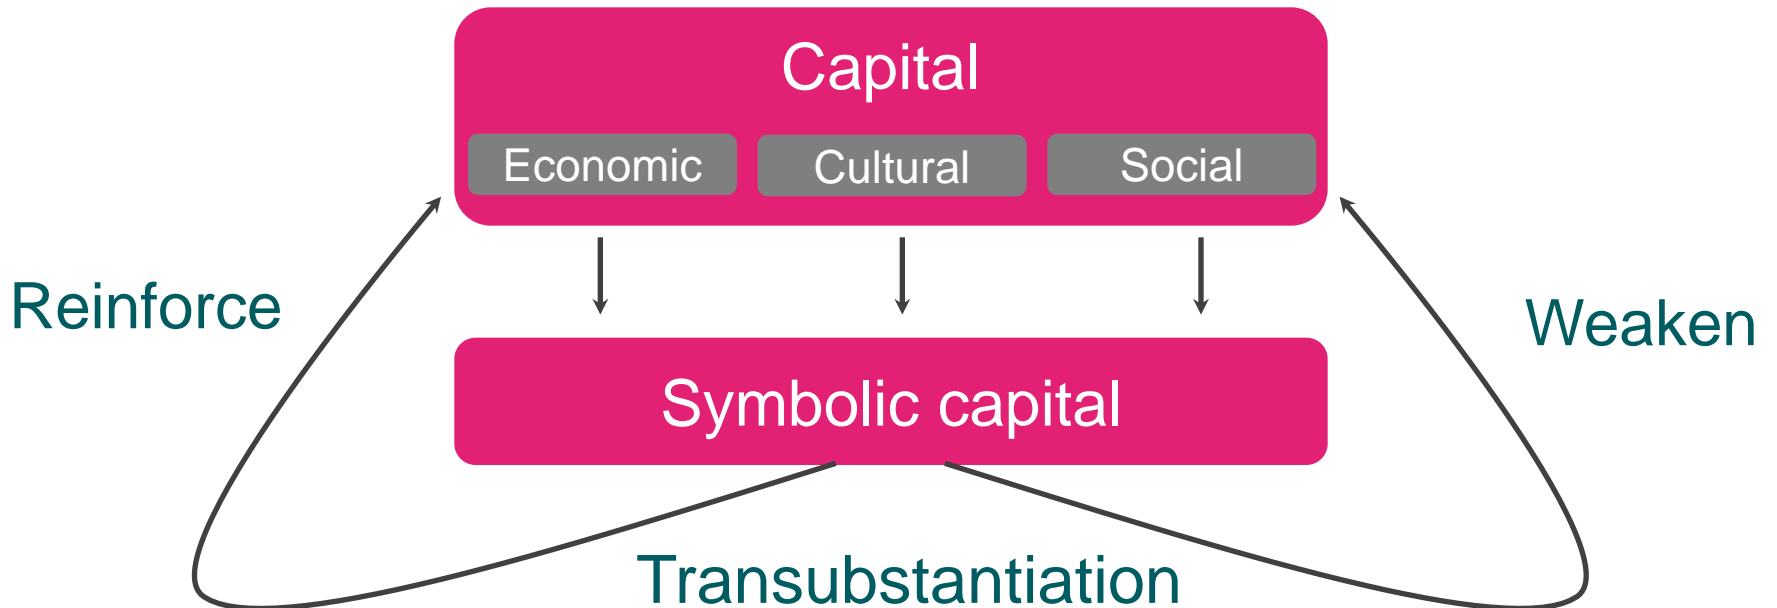 Capital
Economic
Cultural
Social
Reinforce
Weaken
Symbolic capital
Transubstantiation